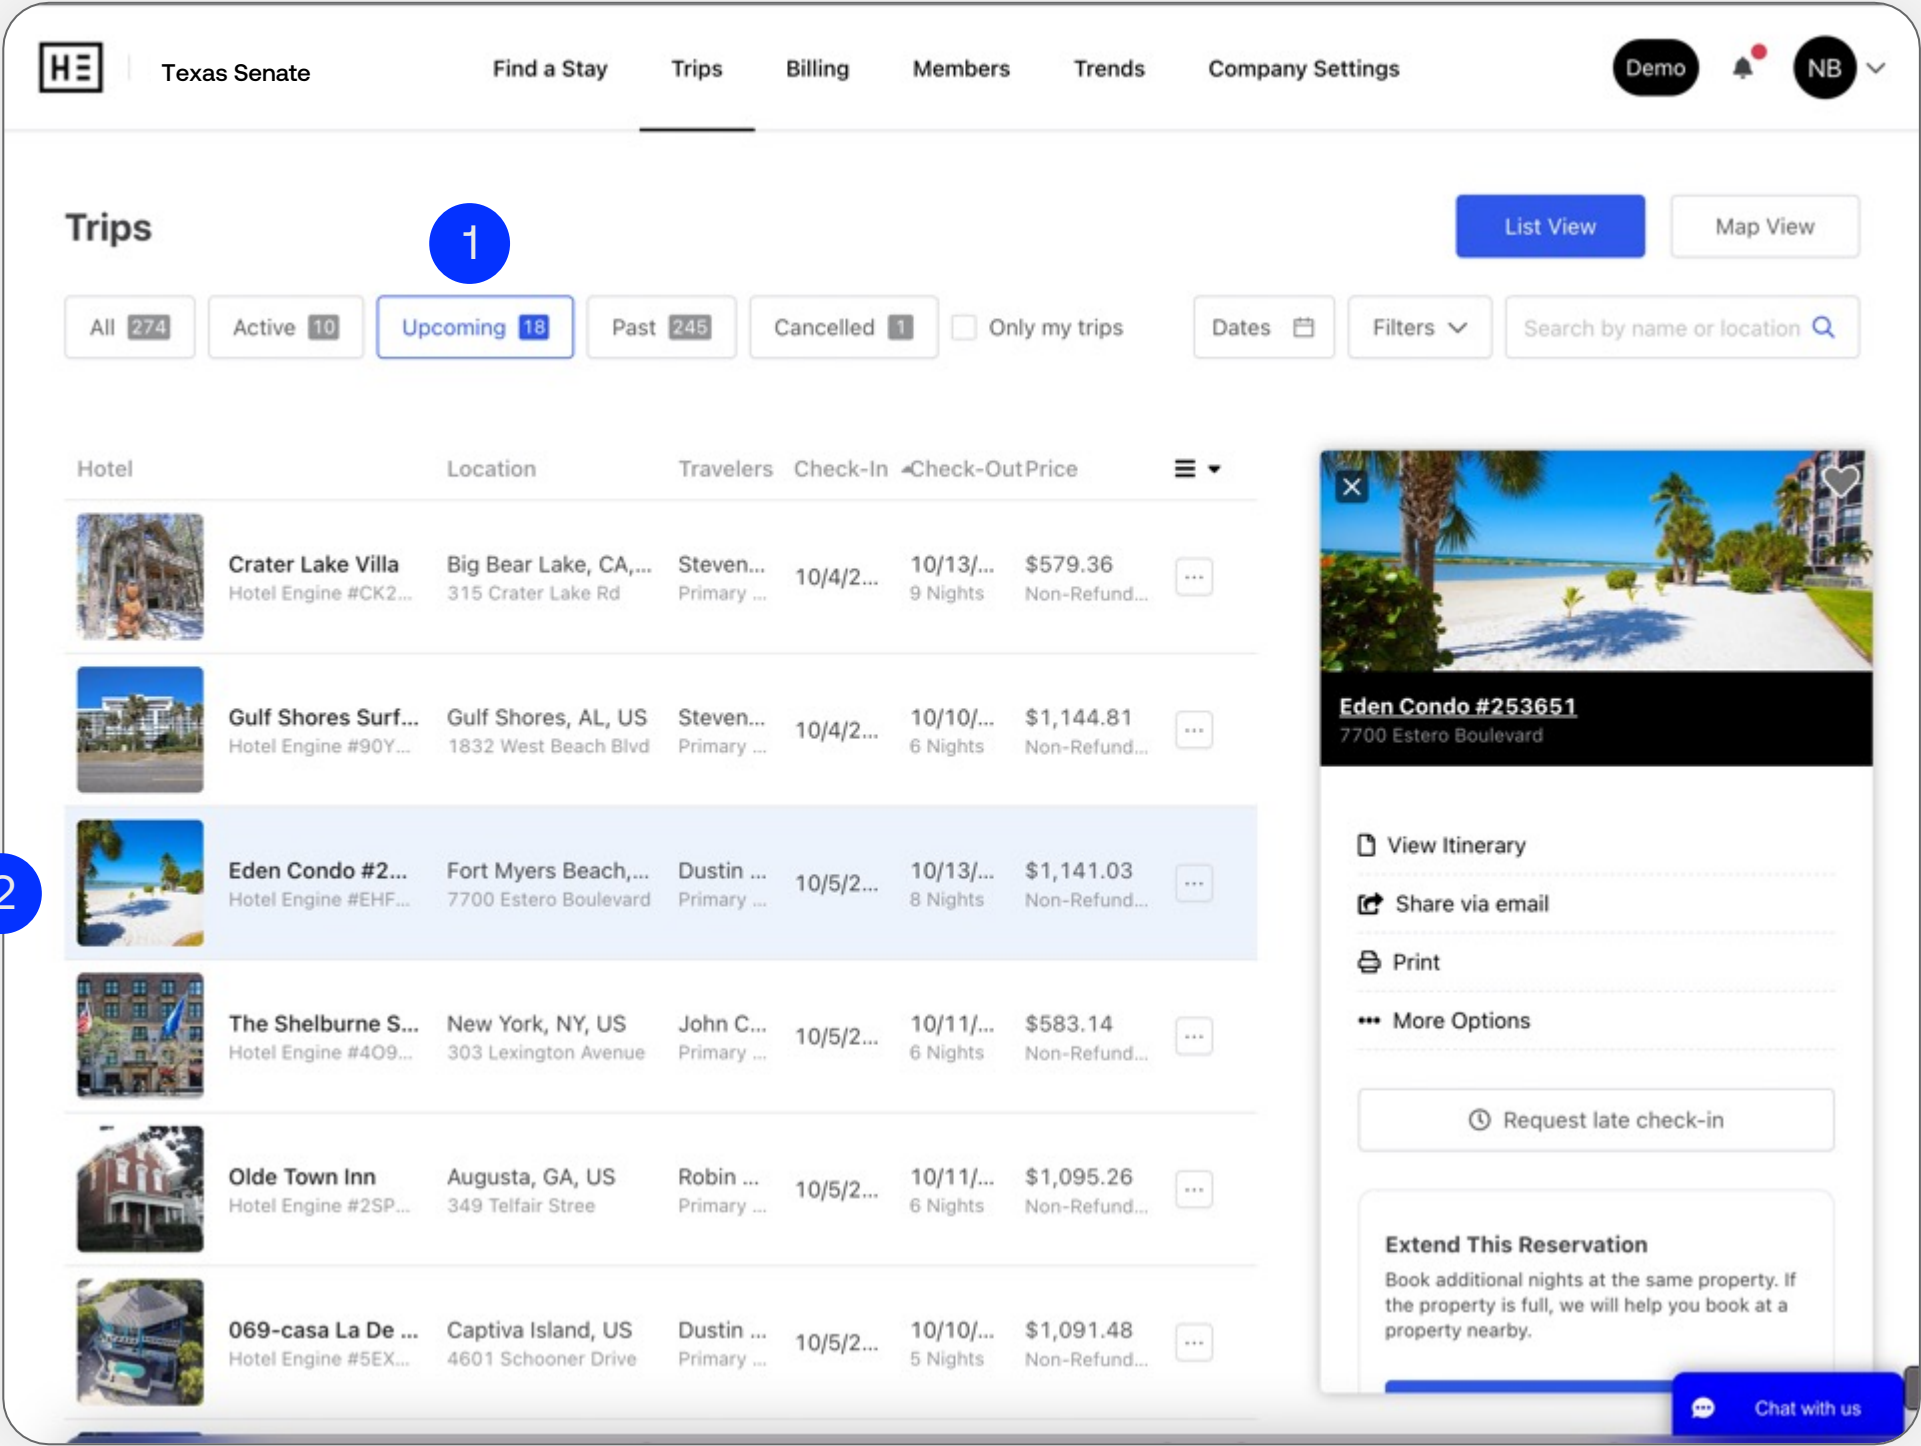 HE Texas Senate Find a Stay Trips Billing Members Trends Company Settings Demo NB
Trips 1 List View Map View
All 274 Active 10 Upcoming 18 Past 245 Cancelled 1 Only my trips Dates Filters Search by name or location
Hotel Location Travelers Check-In Check-Out Price
Crater Lake Villa Big Bear Lake, CA,... Steven... 10/4/2... 10/13/... $579.36
Hotel Engine #CK2... 315 Crater Lake Rd Primary ... 9 Nights Non-Refund...
Gulf Shores Surf... Gulf Shores, AL, US Steven... 10/4/2... 10/10/... $1,144.81
Hotel Engine #90Y... 1832 West Beach Blvd Primary ... 6 Nights Non-Refund...
2
Eden Condo #2... Fort Myers Beach,... Dustin ... 10/5/2... 10/13/... $1,141.03
Hotel Engine #EHF... 7700 Estero Boulevard Primary ... 8 Nights Non-Refund...
The Shelburne S... New York, NY, US John C... 10/5/2... 10/11/... $583.14
Hotel Engine #4O9... 303 Lexington Avenue Primary ... 6 Nights Non-Refund...
Olde Town Inn Augusta, GA, US Robin ... 10/5/2... 10/11/... $1,095.26
Hotel Engine #2SP... 349 Telfair Stree Primary ... 6 Nights Non-Refund...
069-casa La De ... Captiva Island, US Dustin ... 10/5/2... 10/10/... $1,091.48
Hotel Engine #5EX... 4601 Schooner Drive Primary ... 5 Nights Non-Refund...
Eden Condo #253651
7700 Estero Boulevard
View Itinerary
Share via email
Print
More Options
Request late check-in
Extend This Reservation
Book additional nights at the same property. If
the property is full, we will help you book at a
property nearby.
Chat with us